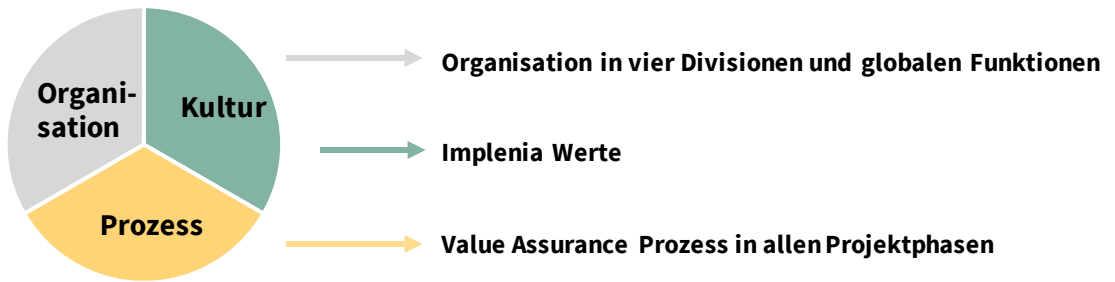 Organi-
sation
Kultur
Prozess
Organisation in vier Divisionen und globalen Funktionen
Implenia Werte
Value Assurance Prozess in allen Projektphasen